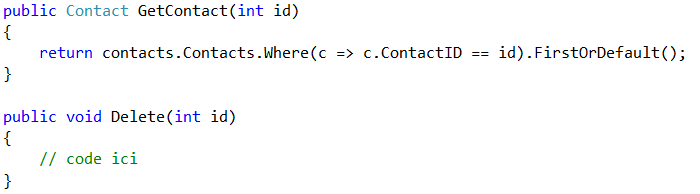 public Contact GetContact(int id)
{
    return contacts.Contacts.Where(c => c.ContactID == id).FirstOrDefault();
}

public void Delete(int id)
{
    // code ici
}